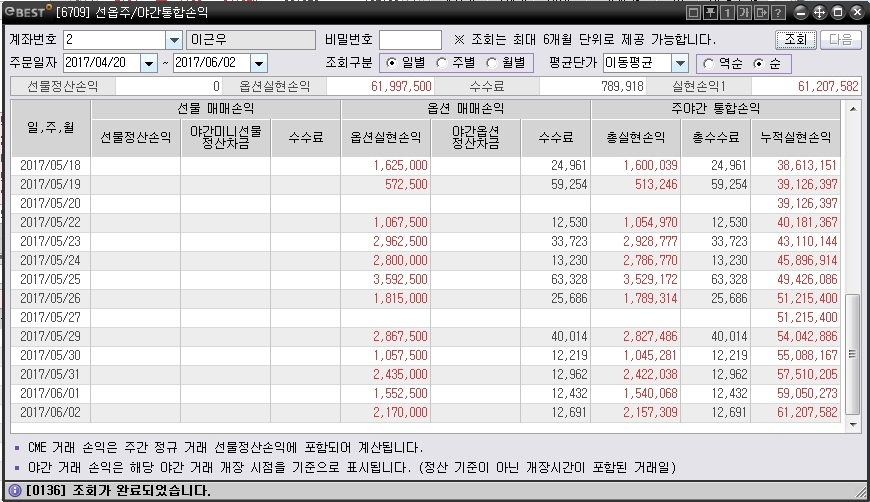 GBEST [6709] 선옵주/야간통합손익
계좌번호 2 이근우 비밀번호 ※ 조회는 최대 6개월 단위로 제공 가능합니다. 조회 다음
주문일자 2017/04/20 ~ 2017/06/02 조회구분 일별 주별 월별 평균단가 이동평균 역순 순
선물정산손익 0 옵션실현손익 61,997,500 수수료 789,918 실현손익1 61,207,582
일,주,월 선물 매매손익 옵션 매매손익 주야간 통합손익
선물정산손익 야간미니선물 정산차금 수수료 옵션실현손익 야간옵션 정산차금 수수료 총실현손익 총수수료 누적실현손익
2017/05/18 1,625,000 24,961 1,600,039 24,961 38,613,151
2017/05/19 572,500 59,254 513,246 59,254 39,126,397
2017/05/20 39,126,397
2017/05/22 1,067,500 12,530 1,054,970 12,530 40,181,367
2017/05/23 2,962,500 33,723 2,928,777 33,723 43,110,144
2017/05/24 2,800,000 13,230 2,786,770 13,230 45,896,914
2017/05/25 3,592,500 63,328 3,529,172 63,328 49,426,086
2017/05/26 1,815,000 25,686 1,789,314 25,686 51,215,400
2017/05/27 51,215,400
2017/05/29 2,867,500 40,014 2,827,486 40,014 54,042,886
2017/05/30 1,057,500 12,219 1,045,281 12,219 55,088,167
2017/05/31 2,435,000 12,962 2,422,038 12,962 57,510,205
2017/06/01 1,552,500 12,432 1,540,068 12,432 59,050,273
2017/06/02 2,170,000 12,691 2,157,309 12,691 61,207,582
CME 거래 손익은 주간 정규 거래 선물정산손익에 포함되어 계산됩니다.
야간 거래 손익은 해당 야간 거래 개장 시점을 기준으로 표시됩니다. (정산 기준이 아닌 개장시간이 포함된 거래일)
[0136] 조회가 완료되었습니다.